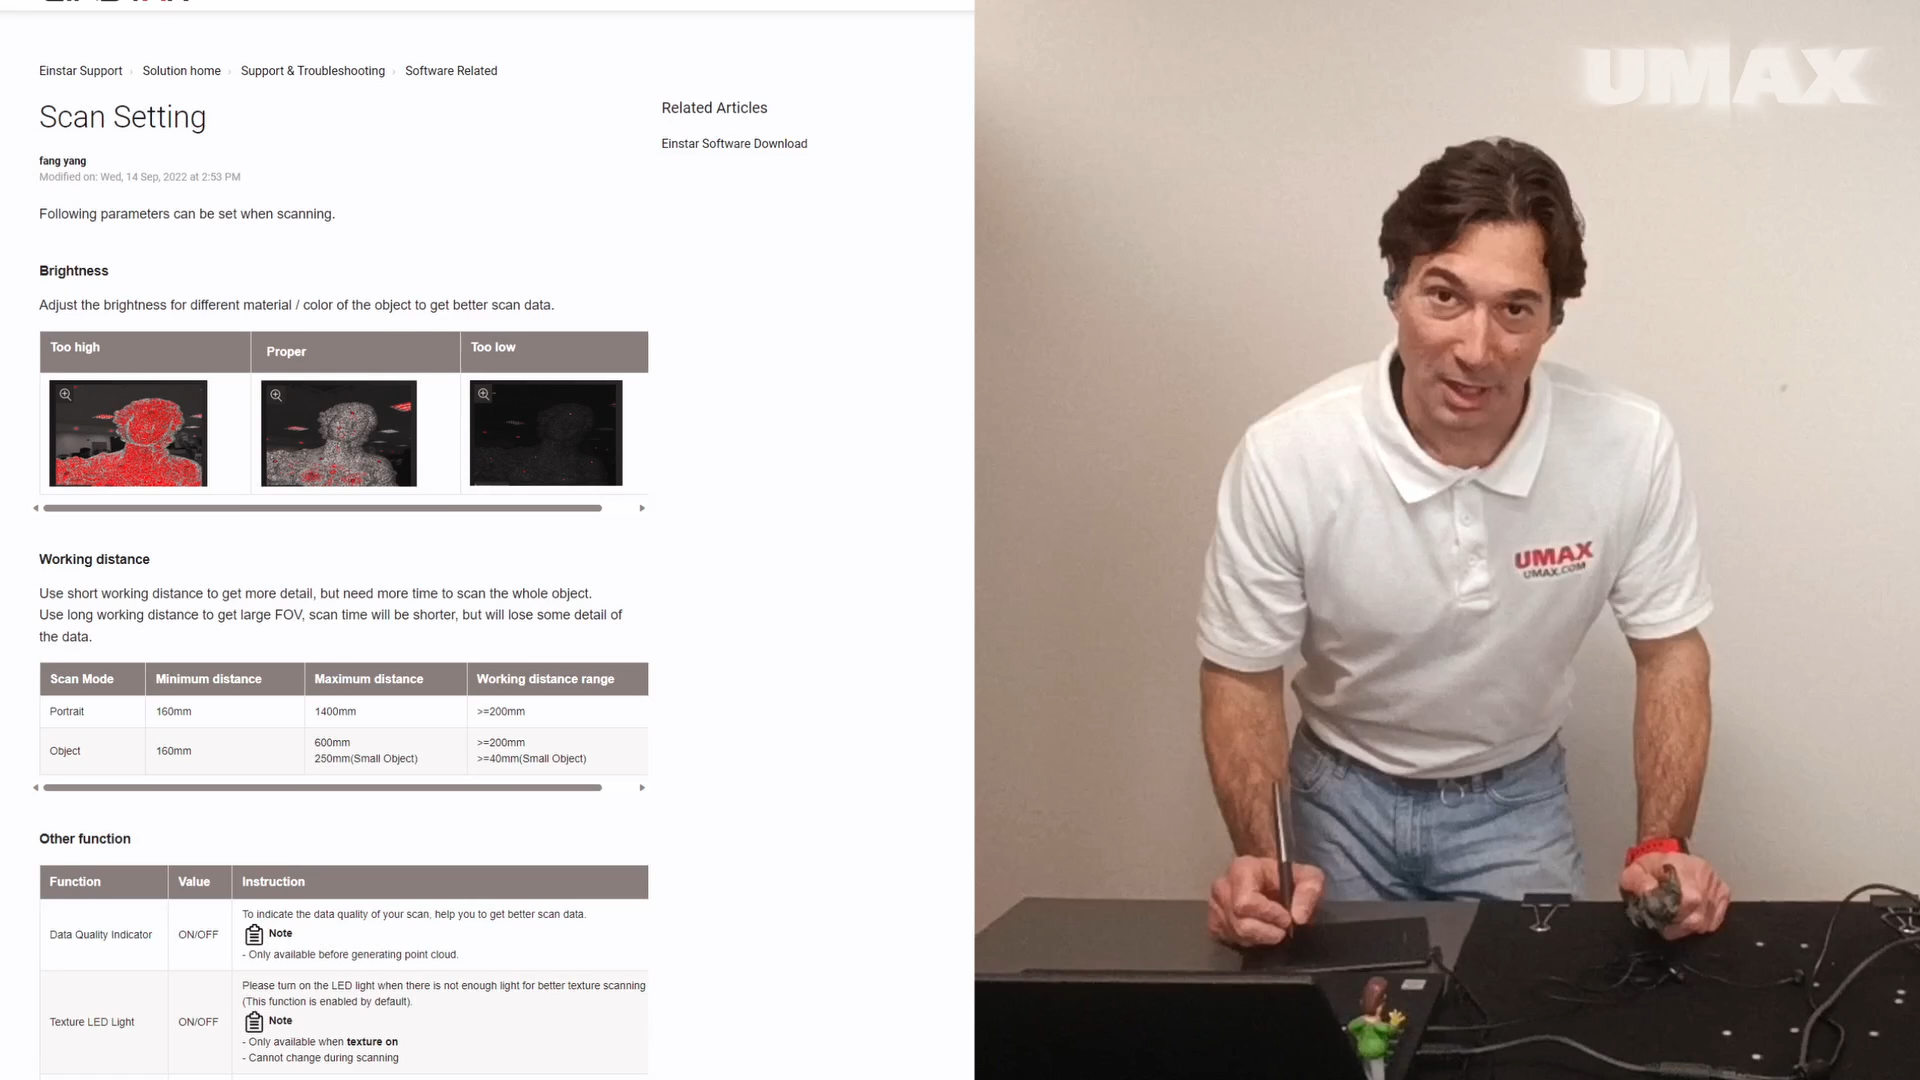 Einstar Support › Solution home › Support & Troubleshooting › Software Related
Scan Setting
fang yang
Modified on: Wed, 14 Sep, 2022 at 2:53 PM
Following parameters can be set when scanning.
Brightness
Adjust the brightness for different material / color of the object to get better scan data.
Too high Proper Too low
Working distance
Use short working distance to get more detail, but need more time to scan the whole object.
Use long working distance to get large FOV, scan time will be shorter, but will lose some detail of
the data.
Scan Mode Minimum distance Maximum distance Working distance range
Portrait 160mm 1400mm >=200mm
Object 160mm 600mm
250mm(Small Object) >=200mm
>=40mm(Small Object)
Other function
Function Value Instruction
Data Quality Indicator ON/OFF To indicate the data quality of your scan, help you to get better scan data.
Note
- Only available before generating point cloud.
Texture LED Light ON/OFF Please turn on the LED light when there is not enough light for better texture scanning
(This function is enabled by default).
Note
- Only available when texture on
- Cannot change during scanning
Related Articles
Einstar Software Download
UMAX
UMAX
UMAX.COM